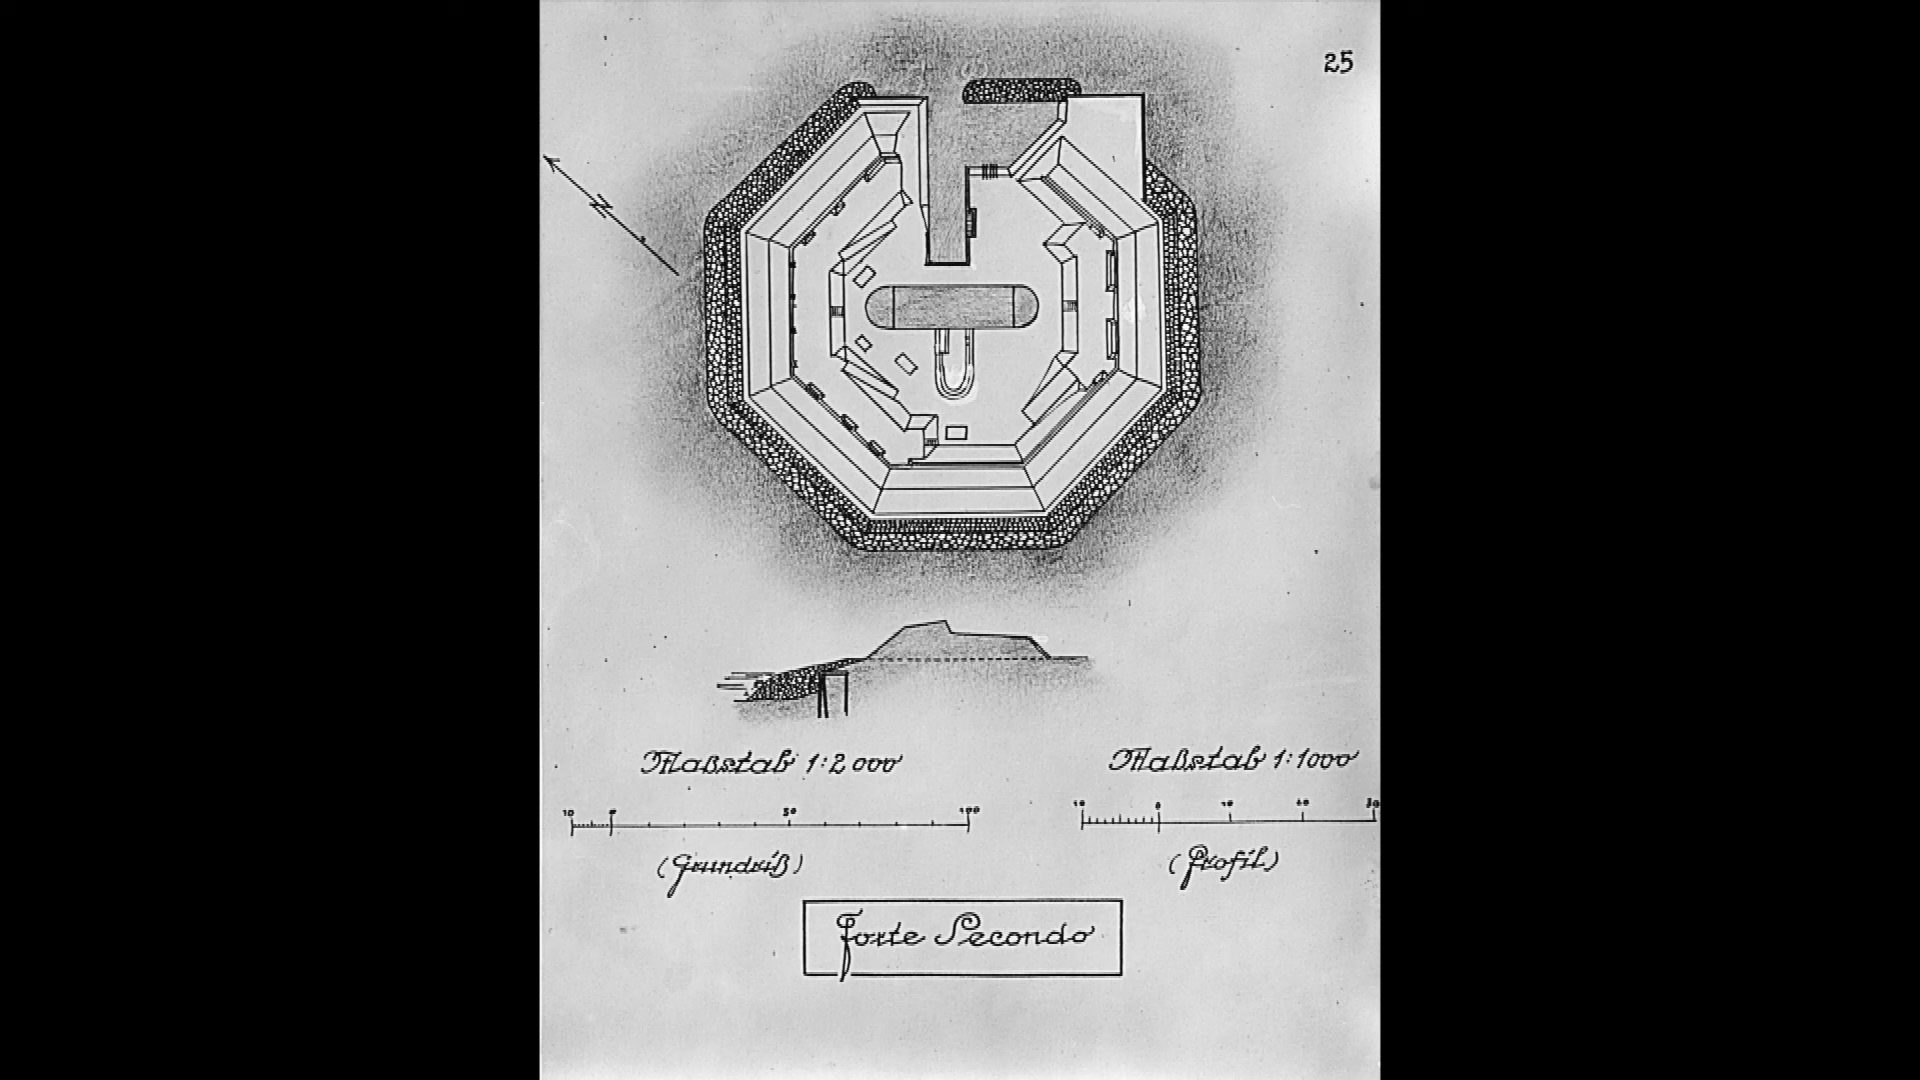 25
N
Maßstab 1:2000
Maßstab 1:1000
10 0 50 100
10 0 10 20 30
(Grundriß)
(Profil)
Forte Secondo